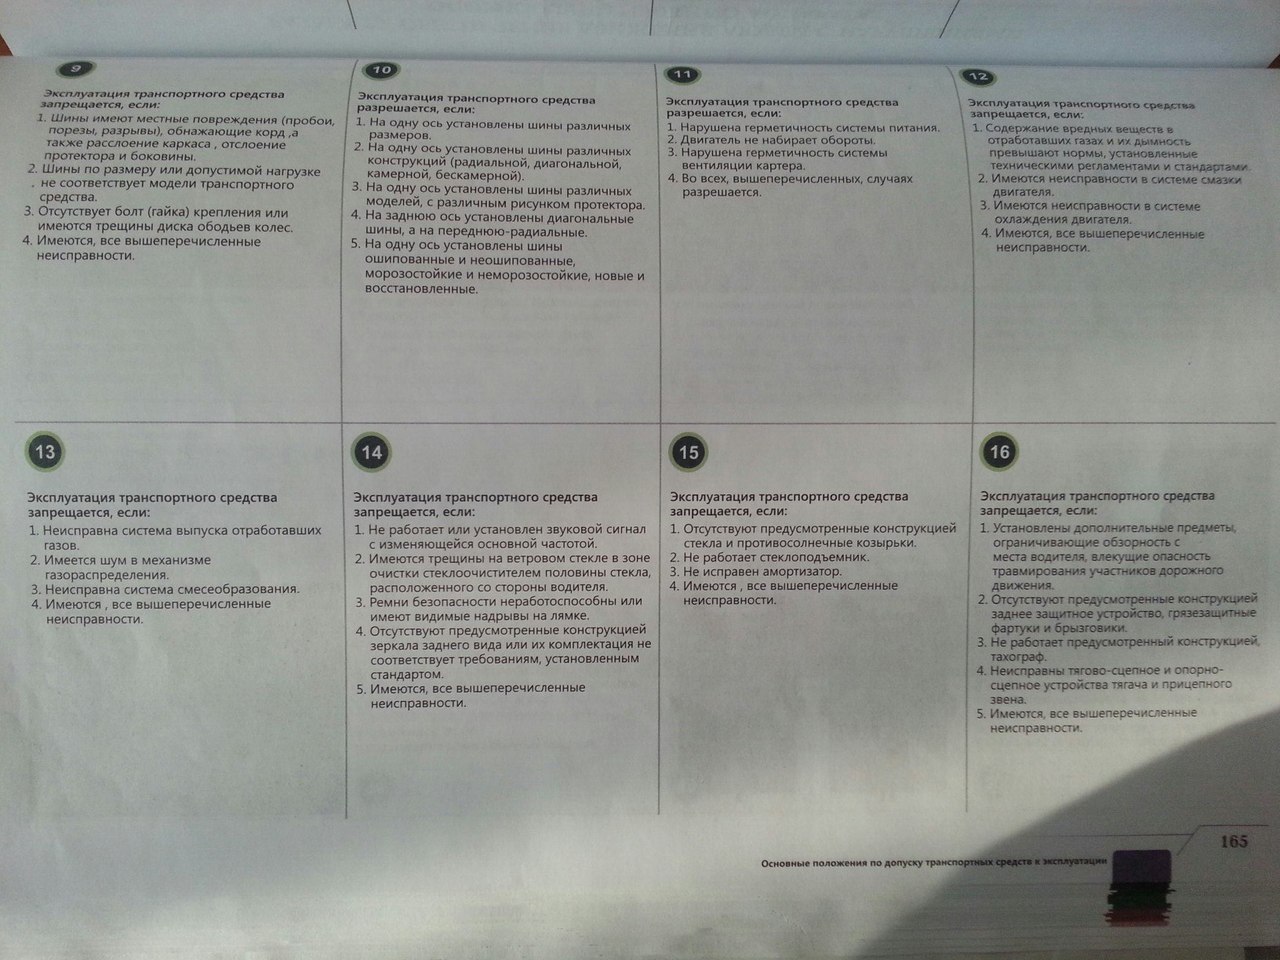 9
Эксплуатация транспортного средства
запрещается, если:
1. Шины имеют местные повреждения (пробои,
порезы, разрывы), обнажающие корд ,а
также расслоение каркаса , отслоение
протектора и боковины.
2. Шины по размеру или допустимой нагрузке
, не соответствует модели транспортного
средства.
3. Отсутствует болт (гайка) крепления или
имеются трещины диска ободьев колес.
4. Имеются, все вышеперечисленные
неисправности.
10
Эксплуатация транспортного средства
разрешается, если:
1. На одну ось установлены шины различных
размеров.
2. На одну ось установлены шины различных
конструкций (радиальной, диагональной,
камерной, бескамерной).
3. На одну ось установлены шины различных
моделей, с различным рисунком протектора.
4. На заднюю ось установлены диагональные
шины, а на переднюю-радиальные.
5. На одну ось установлены шины
ошипованные и неошипованные,
морозостойкие и неморозостойкие, новые и
восстановленные.
11
Эксплуатация транспортного средства
разрешается, если:
1. Нарушена герметичность системы питания.
2. Двигатель не набирает обороты.
3. Нарушена герметичность системы
вентиляции картера.
4. Во всех, вышеперечисленных, случаях
разрешается.
12
Эксплуатация транспортного средства
запрещается, если:
1. Содержание вредных веществ в
отработавших газах и их дымность
превышают нормы, установленные
техническими регламентами и стандартами.
2. Имеются неисправности в системе смазки
двигателя.
3. Имеются неисправности в системе
охлаждения двигателя.
4. Имеются, все вышеперечисленные
неисправности.
13
Эксплуатация транспортного средства
запрещается, если:
1. Неисправна система выпуска отработавших
газов.
2. Имеется шум в механизме
газораспределения.
3. Неисправна система смесеобразования.
4. Имеются , все вышеперечисленные
неисправности.
14
Эксплуатация транспортного средства
запрещается, если:
1. Не работает или установлен звуковой сигнал
с изменяющейся основной частотой.
2. Имеются трещины на ветровом стекле в зоне
очистки стеклоочистителем половины стекла,
расположенного со стороны водителя.
3. Ремни безопасности неработоспособны или
имеют видимые надрывы на лямке.
4. Отсутствуют предусмотренные конструкцией
зеркала заднего вида или их комплектация не
соответствует требованиям, установленным
стандартом.
5. Имеются, все вышеперечисленные
неисправности.
15
Эксплуатация транспортного средства
запрещается, если:
1. Отсутствуют предусмотренные конструкцией
стекла и противосолнечные козырьки.
2. Не работает стеклоподъемник.
3. Не исправен амортизатор.
4. Имеются , все вышеперечисленные
неисправности.
16
Эксплуатация транспортного средства
запрещается, если:
1. Установлены дополнительные предметы,
ограничивающие обзорность с
места водителя, влекущие опасность
травмирования участников дорожного
движения.
2. Отсутствуют предусмотренные конструкцией
заднее защитное устройство, грязезащитные
фартуки и брызговики.
3. Не работает предусмотренный конструкцией,
тахограф.
4. Неисправны тягово-сцепное и опорно-
сцепное устройства тягача и прицепного
звена.
5. Имеются, все вышеперечисленные
неисправности.
Основные положения по допуску транспортных средств к эксплуатации
165